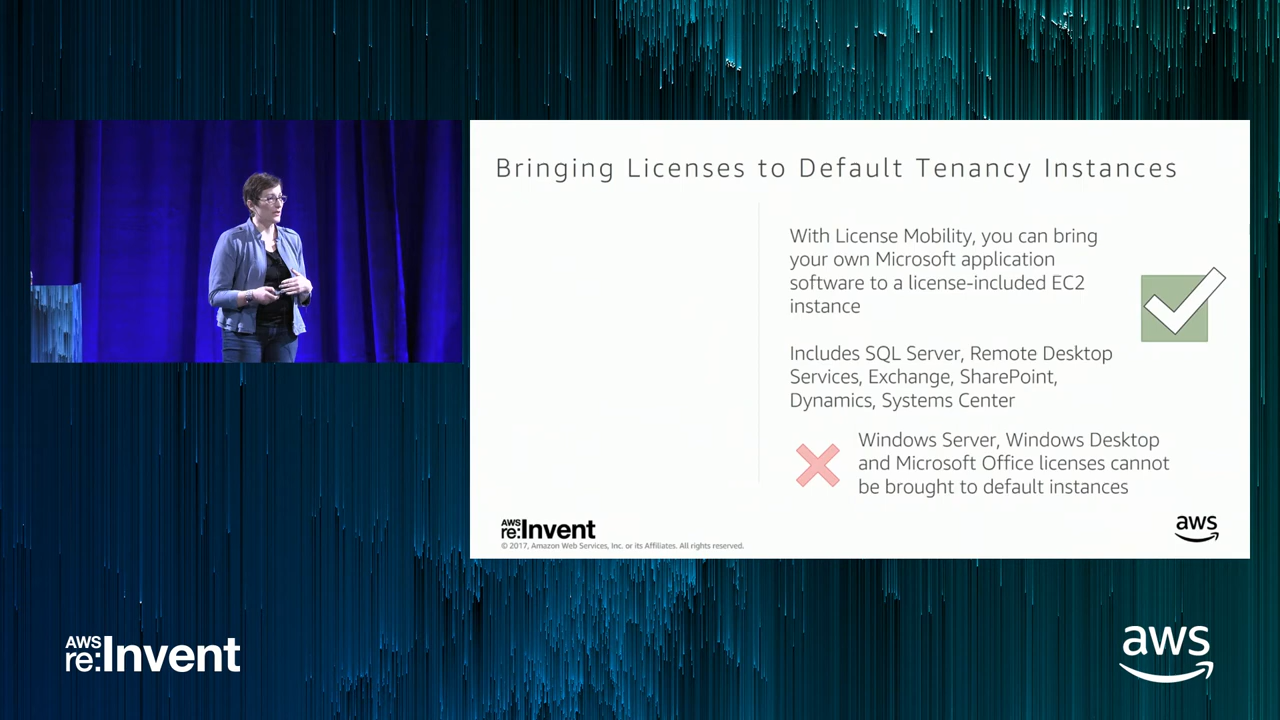 Bringing Licenses to Default Tenancy Instances
With License Mobility, you can bring
your own Microsoft application
software to a license-included EC2
instance
Includes SQL Server, Remote Desktop
Services, Exchange, SharePoint,
Dynamics, Systems Center
Windows Server, Windows Desktop
and Microsoft Office licenses cannot
be brought to default instances
AWS
re:Invent
© 2017, Amazon Web Services, Inc. or its Affiliates. All rights reserved.
aws
AWS
re:Invent
aws